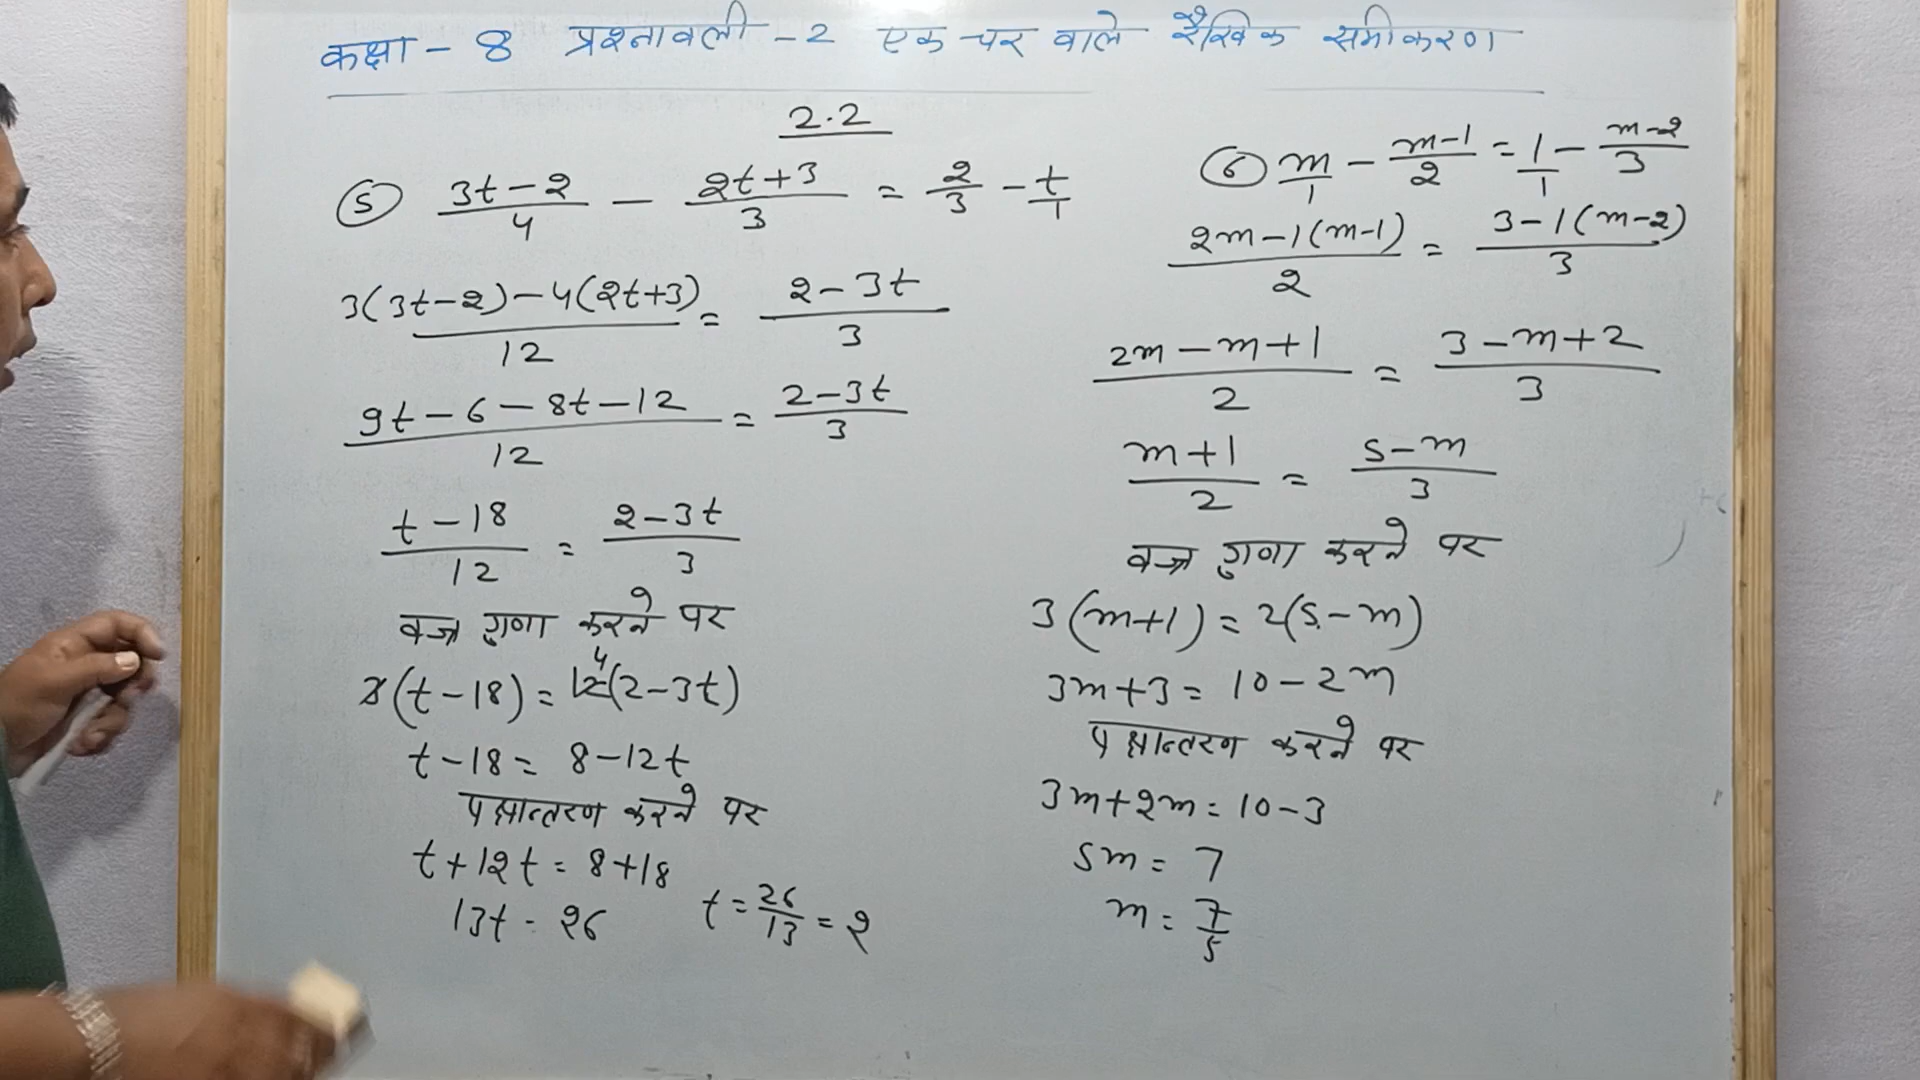 कक्षा - 8 प्रश्नावली - 2 एक चर वाले रैखिक समीकरण
2.2
⑤ (3t-2)/4 - (2t+3)/3 = 2/3 - t/1
(3(3t-2)-4(2t+3))/12 = (2-3t)/3
(9t-6-8t-12)/12 = (2-3t)/3
(t-18)/12 = (2-3t)/3
वज्र गुणा करने पर
3(t-18) = 12(2-3t)
4
t-18 = 8-12t
पक्षान्तरण करने पर
t+12t = 8+18
13t = 26
t = 26/13 = 2
⑥ m/1 - (m-1)/2 = 1/1 - (m-2)/3
(2m-1(m-1))/2 = (3-1(m-2))/3
(2m-m+1)/2 = (3-m+2)/3
(m+1)/2 = (5-m)/3
वज्र गुणा करने पर
3(m+1) = 2(5-m)
3m+3 = 10-2m
पक्षान्तरण करने पर
3m+2m = 10-3
5m = 7
m = 7/5